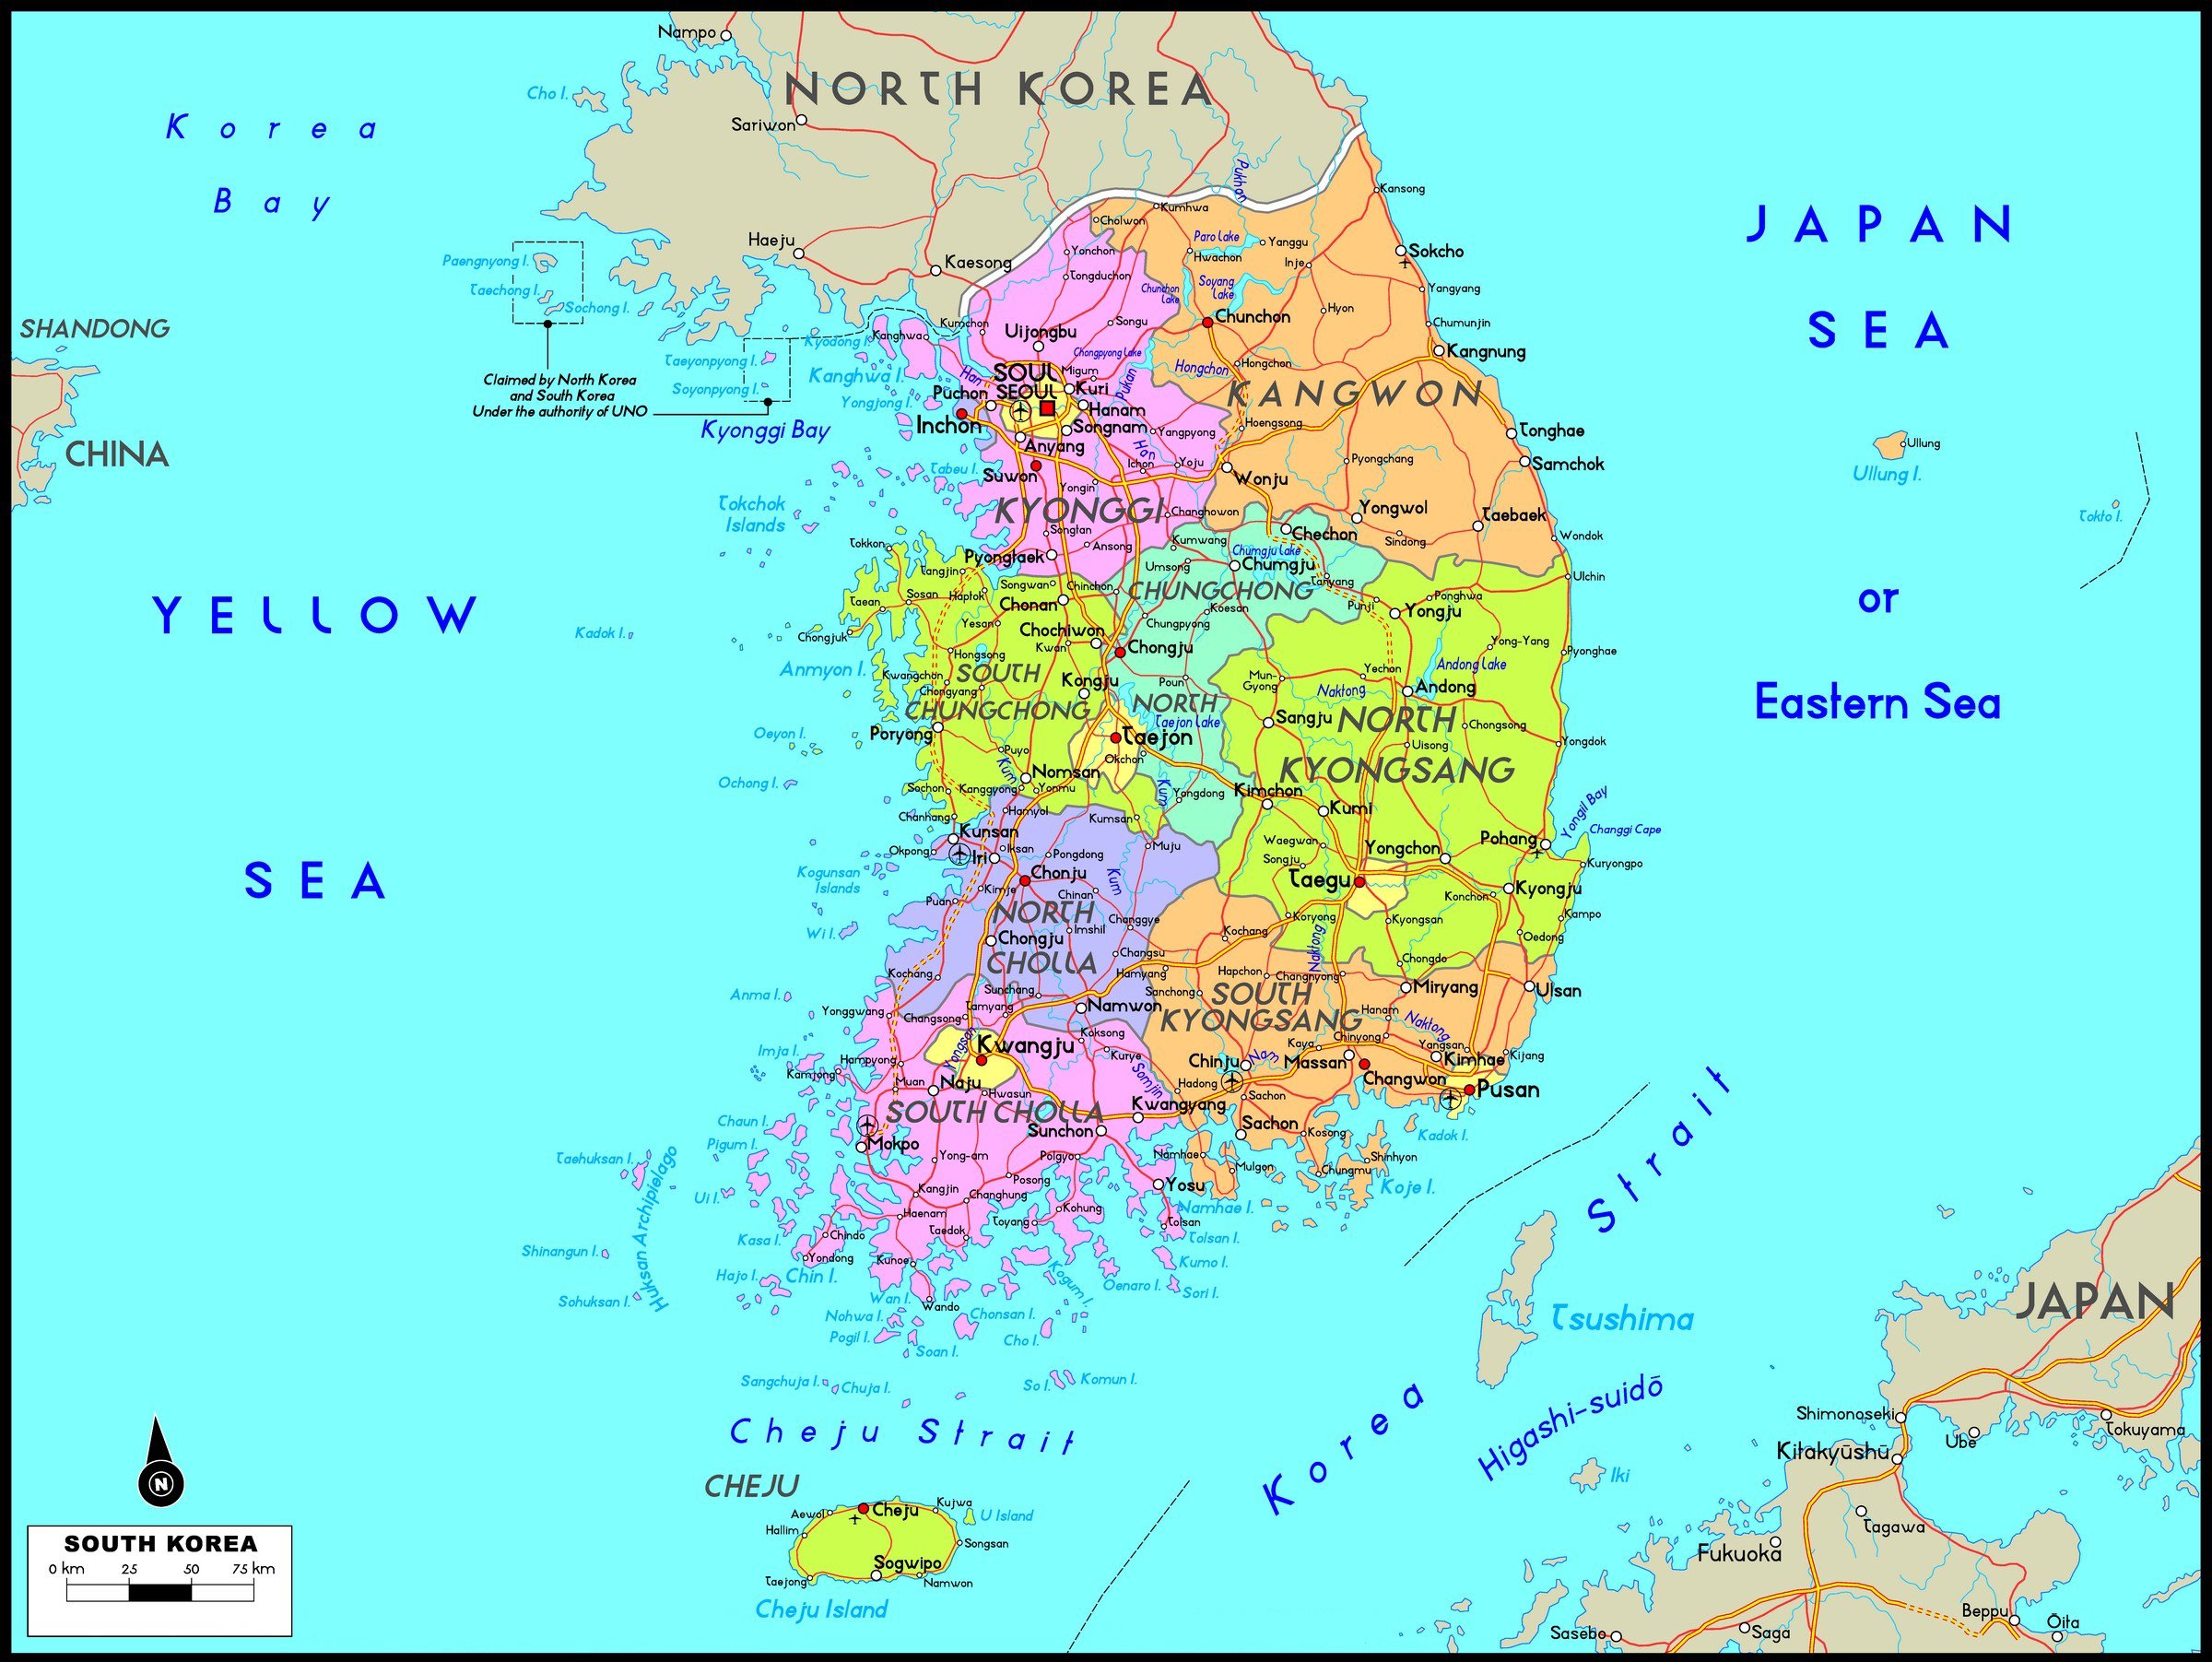 Nampo
NORTH KOREA
Cho I.
Sariwon
Korea
Bay
Pukhan
Kansong
Kumhwa
Cholwon
JAPAN
SEA
or
Eastern Sea
Haeju
Kaesong
Yonchon
Paro Lake
Yanggu
Hwachon
Inje
Sokcho
Paengnyong I.
Taechong I.
Sochong I.
Tongduchon
Chunchon
Lake
Soyang
Lake
Yangyang
SHANDONG
CHINA
Kumchon
Songu
Chunchon
Hyon
Chumunjin
Kyodong I.
Kanghwa
Uijongbu
Kangnung
Taeyonpyong I.
Soyonpyong I.
Claimed by North Korea
and South Korea
Under the authority of UNO
Kanghwa I.
Yongjong I.
Han
Chongpyong Lake
Migum
Pukan
Hongchon
Hongchon
SOUL
SEOUL
Puchon
Kuri
KANGWON
Inchon
Hanam
Songnam
Kyonggi Bay
Anyang
Yangpyong
Hoengsong
Tonghae
Ullung
Ullung I.
Tokto I.
Tabeu I.
Suwon
Han
Ichon
Yoju
Wonju
Pyongchang
Samchok
Yongin
KYONGGI
Tokchok
Islands
Changhowon
Yongwol
Taebaek
Songtan
Chechon
Sindong
Wondok
Tokkon
Pyongtaek
Ansong
Kumwang
Chumgju Lake
Umsong
Chumgju
Tangjin
Songwan
Chinchon
CHUNGCHONG
Tanyang
Ulchin
YELLOW
SEA
Taean
Sosan
Haptok
Chonan
Koesan
Punji
Ponghwa
Yongju
Kadok I.
Chongjuk
Yesan
Chochiwon
Chungpyong
Kwan
Chongju
Yong-Yang
Pyonghae
Anmyon I.
Hongsong
Kwangchon
SOUTH
Chongyang
CHUNGCHONG
Kongju
Poun
NORTH
Mun-
Gyong
Yechon
Andong Lake
Naktong
Andong
Oeyon I.
Poryong
Taejon Lake
Taejon
Sangju
NORTH
Chongsong
Puyo
Okchon
Uisong
Yongdok
KYONGSANG
Ochong I.
Kum
Nomsan
Sochon
Kanggyong
Yonmu
Kum
Yongdong
Kimchon
Kumi
Yongil Bay
Changgi Cape
Chanhang
Hamyol
Kumsan
Kunsan
Okpong
Iri
Iksan
Pongdong
Muju
Waegwan
Songju
Yongchon
Pohang
Kuryongpo
Kogunsan
Islands
Chonju
Kum
Taegu
Kyongju
Kimje
Chinan
Konchon
Puan
NORTH
Changgye
Koryong
Kyongsan
Kampo
Wi I.
Imshil
Chongju
CHOLLA
Kochang
Naktong
Oedong
Changsu
Hamyang
Hapchon
Changnyong
Chongdo
Kochang
Anma I.
Sunchang
Sanchong
SOUTH
KYONGSANG
Miryang
Ulsan
Yonggwang
Changsong
Tamyang
Namwon
Hanam
Naktong
Koksong
Imja I.
Yongsan
Kwangju
Kurye
Kaya
Chinyong
Yangsan
Hampyong
Kamjong
Somjin
Chinju
Nam
Massan
Kimhae
Kijang
Muan
Naju
Hwasun
Hadong
Changwon
Pusan
SOUTH CHOLLA
Kwangyang
Sachon
Chaun I.
Sunchon
Sachon
Kosong
Kadok I.
Pigum I.
Mokpo
Taehuksan I.
Yong-am
Polgyo
Namhae
Mulgon
Chungmu
Shinhyon
Koje I.
Korea Strait
Ui I.
Posong
Kangjin
Changhung
Yosu
Namhae I.
Huksan Archipielago
Haenam
Taedok
Toyang
Kohung
Tolsan
Tolsan I.
Kasa I.
Chindo
Yondong
Shinangun I.
Kunoe
Kumo I.
Hajo I.
Chin I.
Kogum I.
Oenaro I.
Sori I.
Sohuksan I.
Wan I.
Wando
Nohwa I.
Chonsan I.
Pogil I.
Cho I.
Soan I.
Tsushima
JAPAN
Sangchuja I.
Chuja I.
So I.
Komun I.
Higashi-suidō
Cheju Strait
Shimonoseki
Ube
Tokuyama
Kitakyūshū
CHEJU
Iki
Aewol
Cheju
Kujwa
U Island
Hallim
Songsan
Tagawa
Fukuoka
Sogwipo
Taejong
Namwon
Cheju Island
Beppu
Ōita
Sasebo
Saga
N
SOUTH KOREA
0 km 25 50 75 km